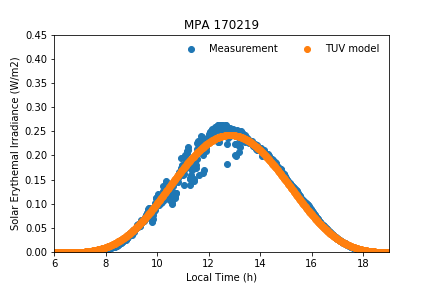 MPA 170219
Measurement TUV model
Solar Erythemal Irradiance (W/m2)
0.45
0.40
0.35
0.30
0.25
0.20
0.15
0.10
0.05
0.00
6 8 10 12 14 16 18
Local Time (h)